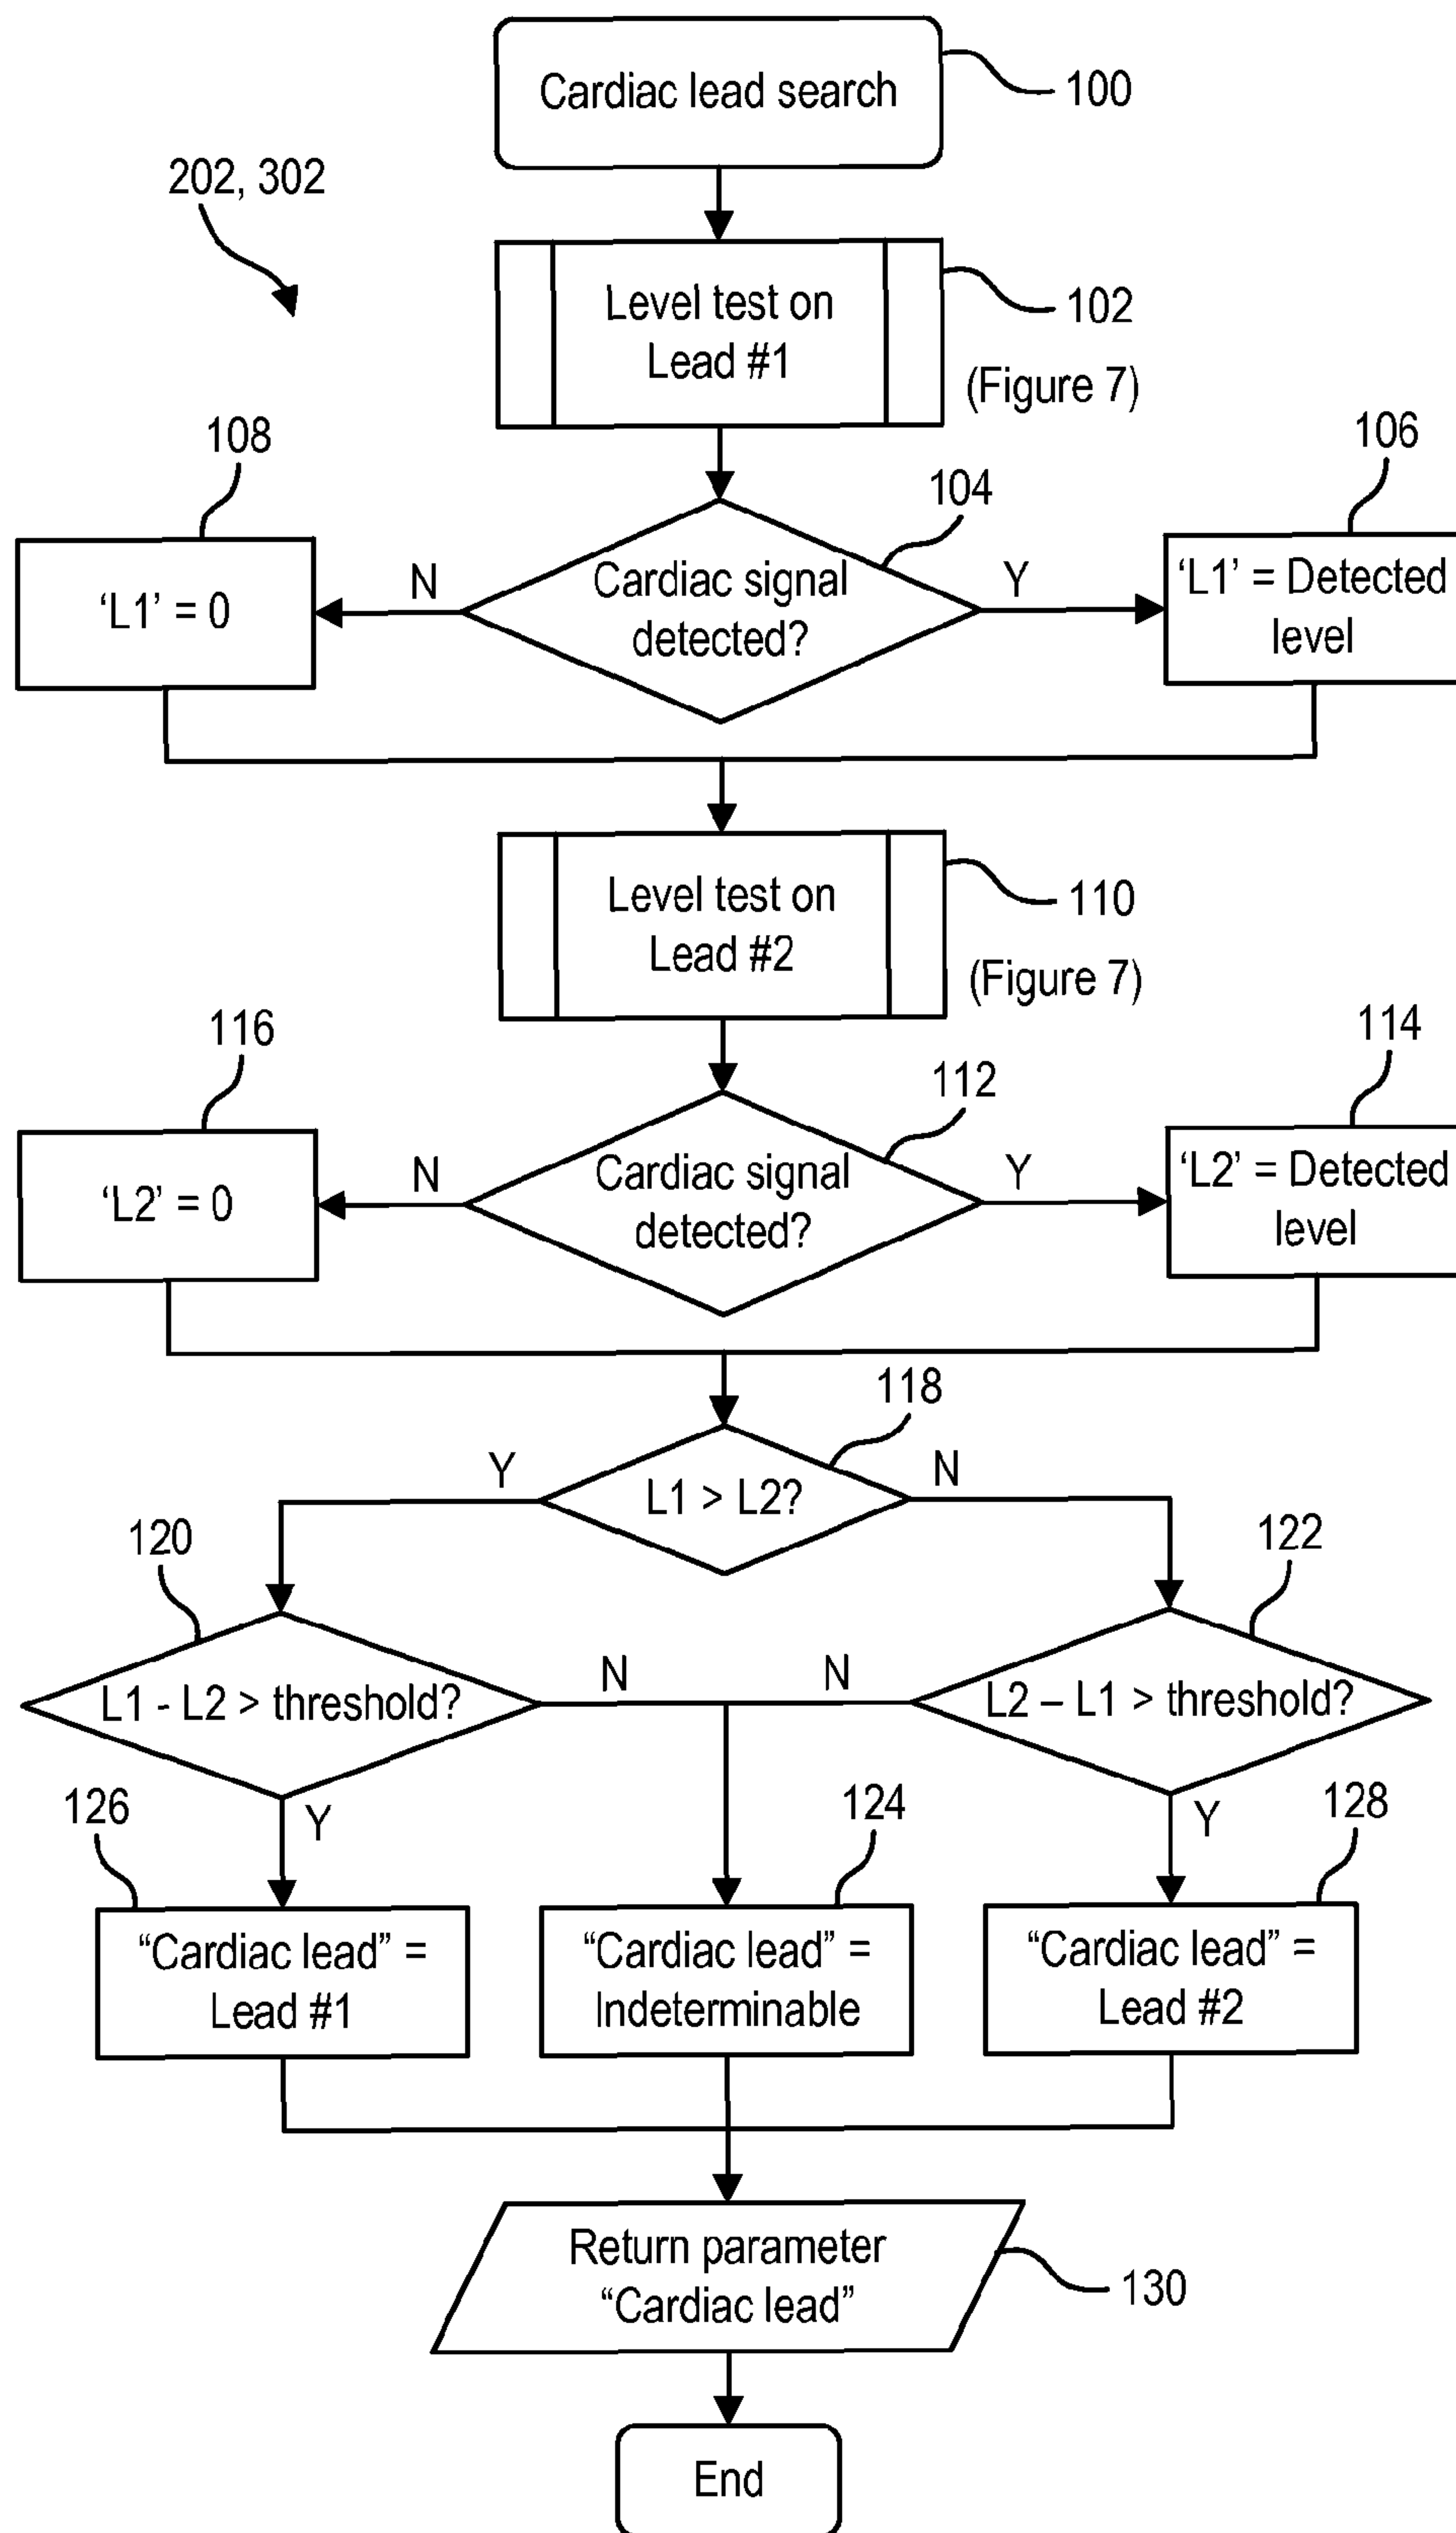 Cardiac lead search
100
202, 302
Level test on
Lead #1
102
(Figure 7)
108
106
104
‘L1’ = 0
N
Cardiac signal
detected?
Y
‘L1’ = Detected
level
Level test on
Lead #2
110
(Figure 7)
116
114
112
‘L2’ = 0
N
Cardiac signal
detected?
Y
‘L2’ = Detected
level
118
Y
L1 > L2?
N
120
122
L1 - L2 > threshold?
N
N
L2 – L1 > threshold?
126
Y
124
Y
128
“Cardiac lead” =
Lead #1
“Cardiac lead” =
Indeterminable
“Cardiac lead” =
Lead #2
Return parameter
“Cardiac lead”
130
End